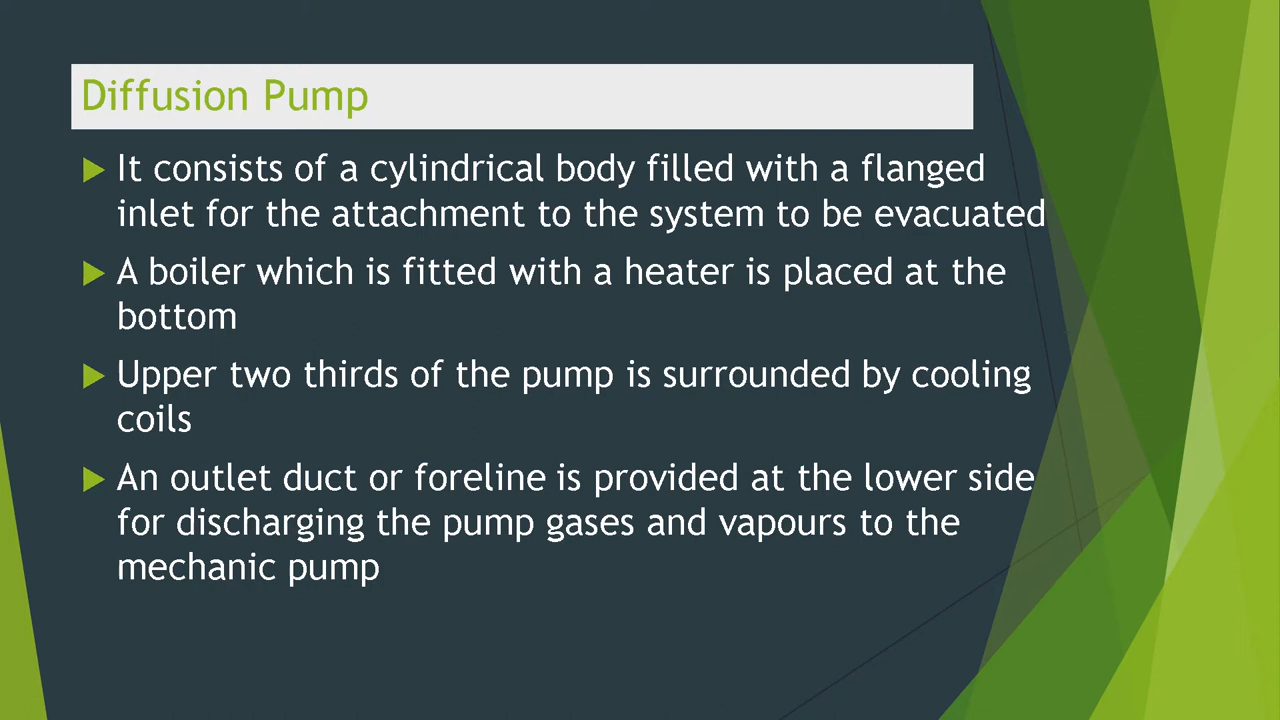 Diffusion Pump
It consists of a cylindrical body filled with a flanged
inlet for the attachment to the system to be evacuated
A boiler which is fitted with a heater is placed at the
bottom
Upper two thirds of the pump is surrounded by cooling
coils
An outlet duct or foreline is provided at the lower side
for discharging the pump gases and vapours to the
mechanic pump